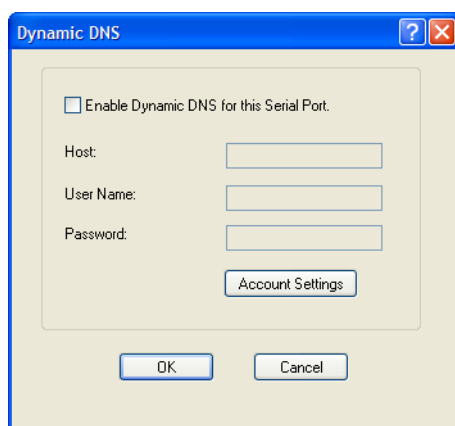 Dynamic DNS
Enable Dynamic DNS for this Serial Port.
Host:
User Name:
Password:
Account Settings
OK
Cancel